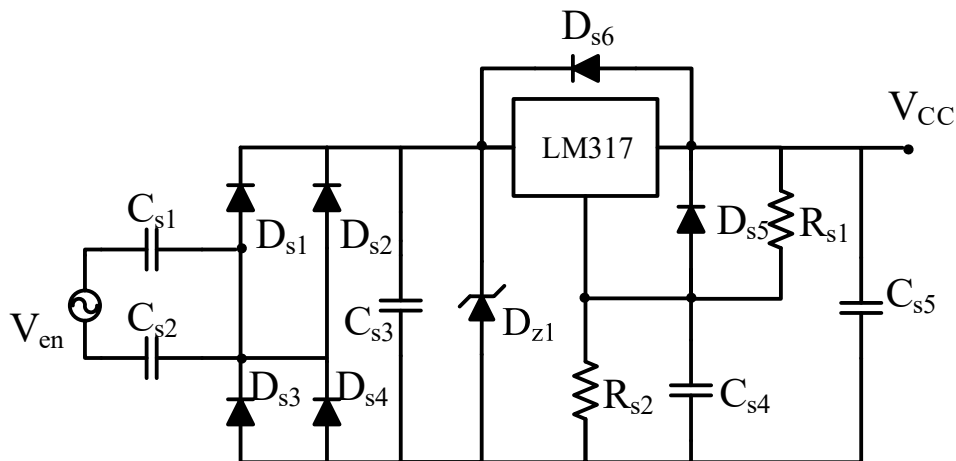 D_s6
V_CC
LM317
C_s1
D_s1
D_s2
D_s5
R_s1
V_en
C_s2
C_s3
D_z1
C_s5
D_s3
D_s4
R_s2
C_s4